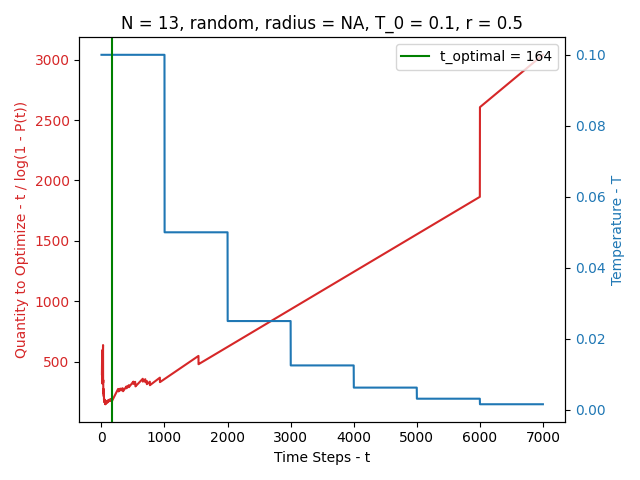 N = 13, random, radius = NA, T_0 = 0.1, r = 0.5
t_optimal = 164
Quantity to Optimize - t / log(1 - P(t))
3000
2500
2000
1500
1000
500
0.10
0.08
0.06
0.04
0.02
0.00
Temperature - T
0 1000 2000 3000 4000 5000 6000 7000
Time Steps - t